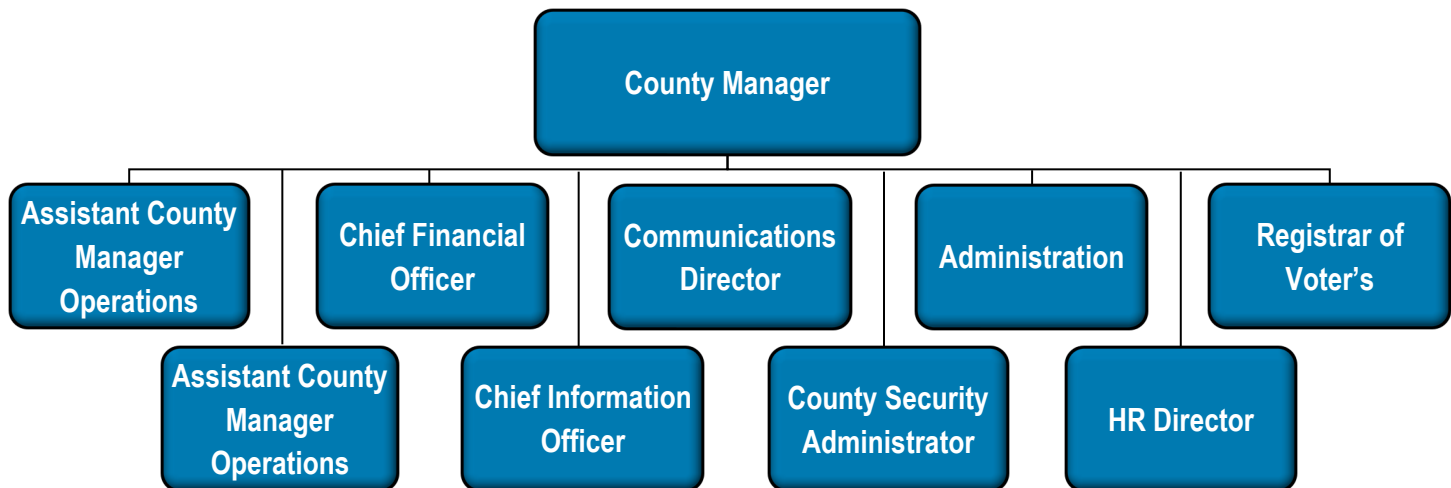 County Manager
Assistant County
Manager
Operations
Chief Financial
Officer
Communications
Director
Administration
Registrar of
Voter’s
Assistant County
Manager
Operations
Chief Information
Officer
County Security
Administrator
HR Director